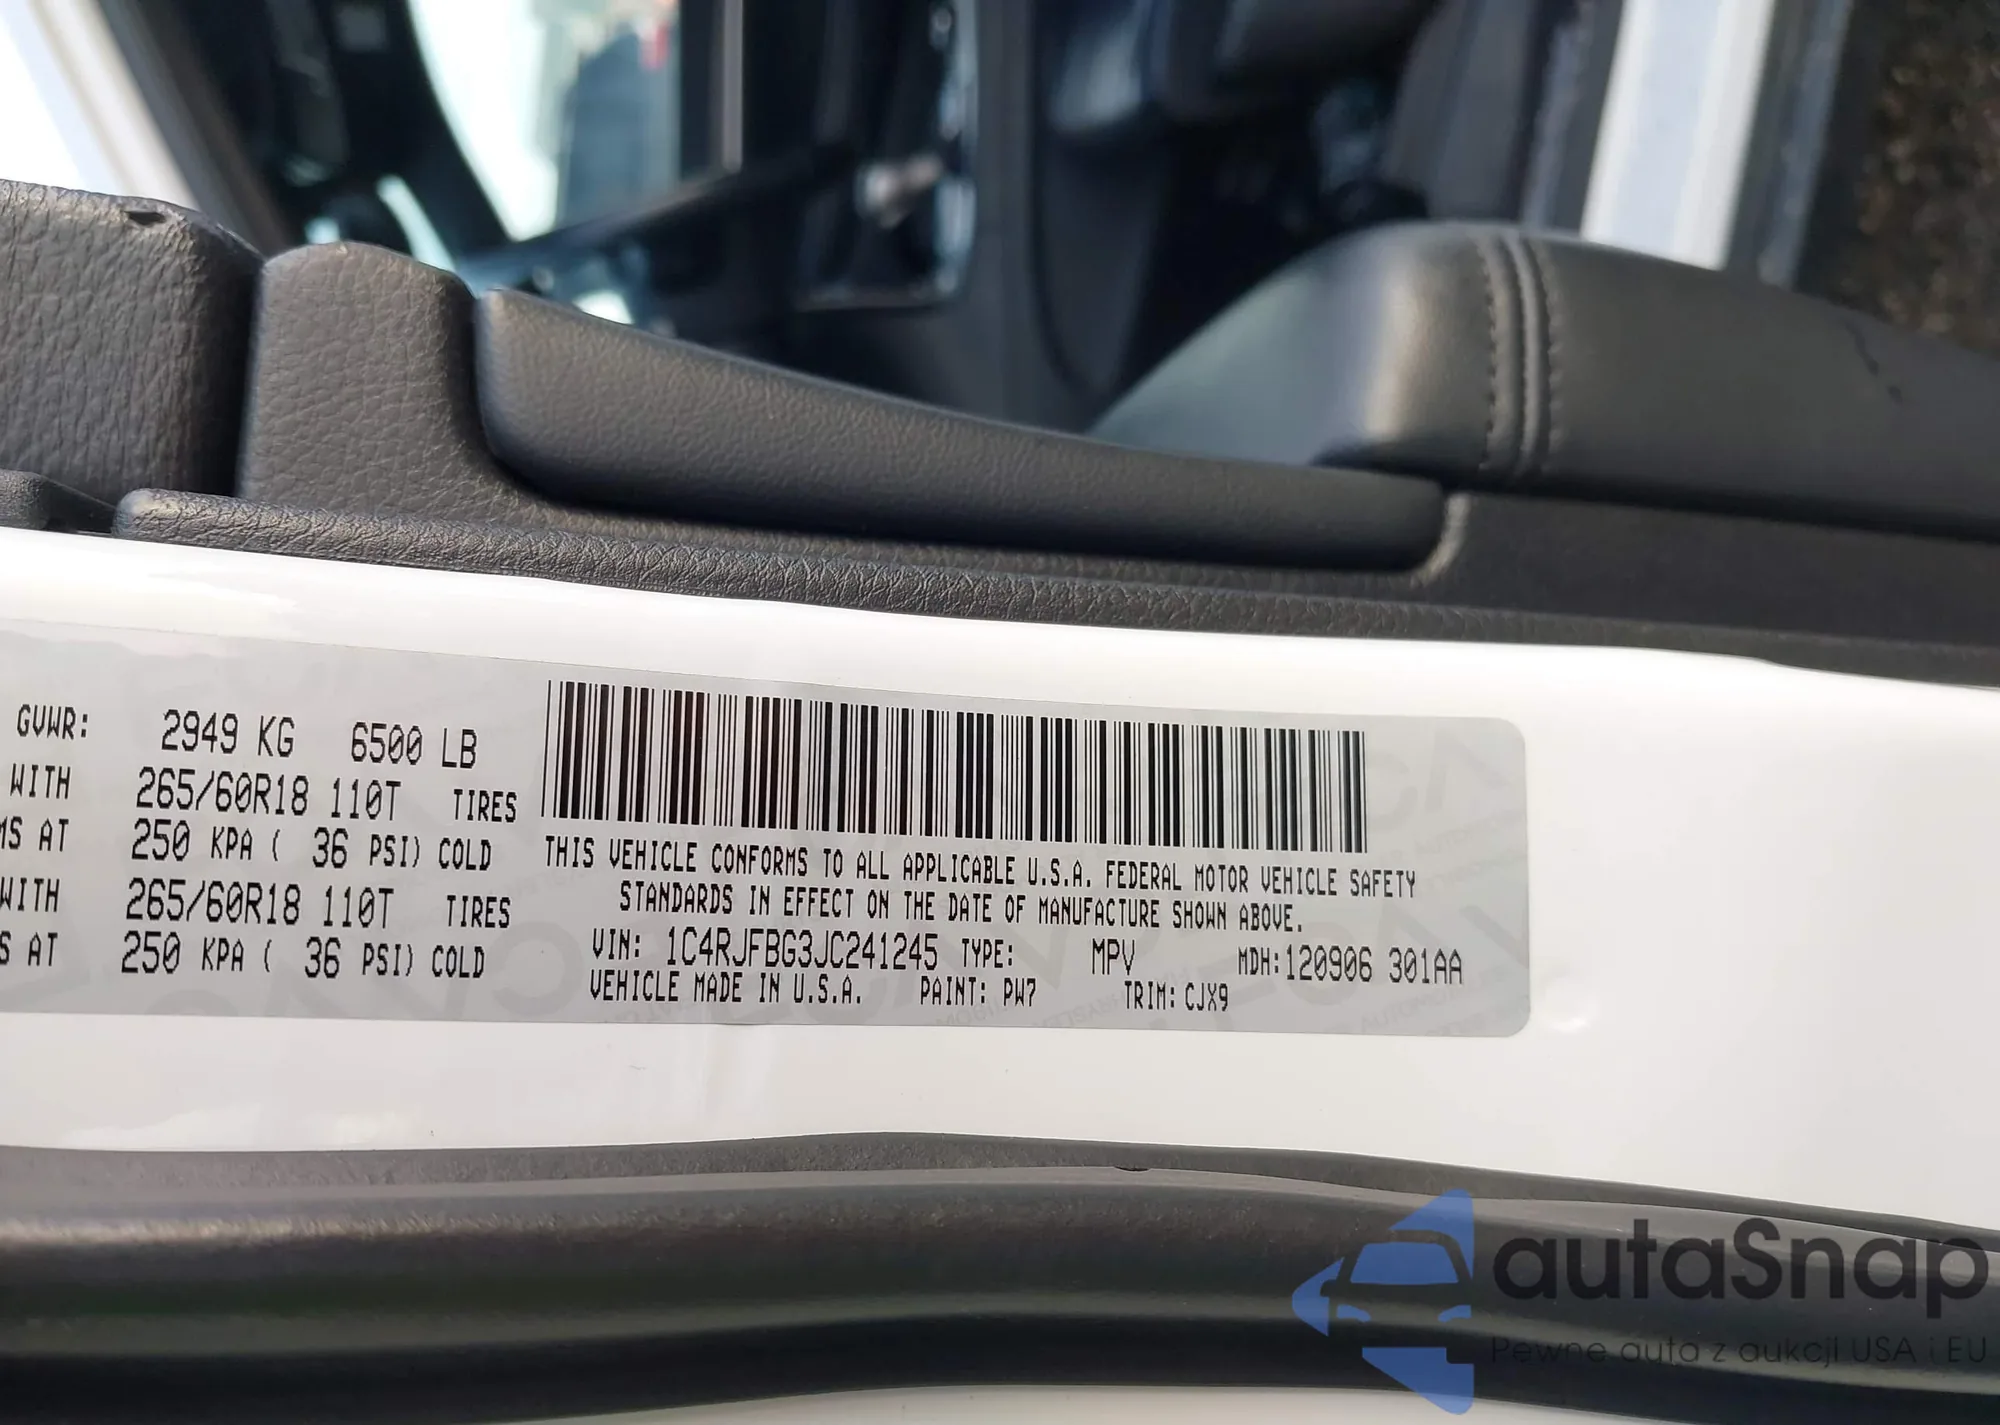 GVWR: 2949 KG 6500 LB
WITH 265/60R18 110T TIRES
MS AT 250 KPA ( 36 PSI) COLD
WITH 265/60R18 110T TIRES
S AT 250 KPA ( 36 PSI) COLD
THIS VEHICLE CONFORMS TO ALL APPLICABLE U.S.A. FEDERAL MOTOR VEHICLE SAFETY
STANDARDS IN EFFECT ON THE DATE OF MANUFACTURE SHOWN ABOVE.
VIN: 1C4RJFBG3JC241245 TYPE: MPV MDH:120906 301AA
VEHICLE MADE IN U.S.A. PAINT: PW7 TRIM: CJX9
autaSnap
Pewne auta z aukcji USA i EU